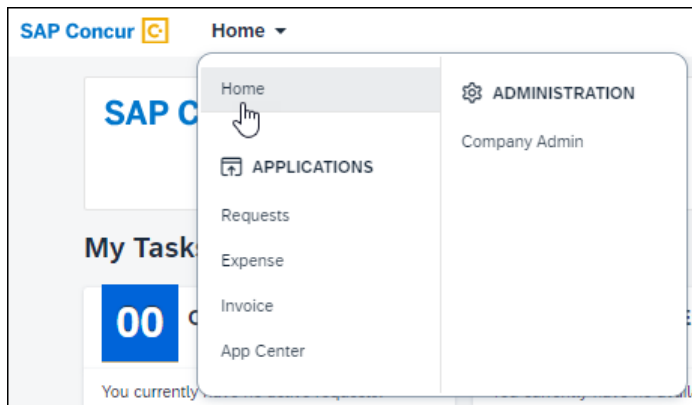 SAP Concur C Home
Home
SAP C
APPLICATIONS
Requests
Expense
Invoice
App Center
ADMINISTRATION
Company Admin
My Task
00
You currently